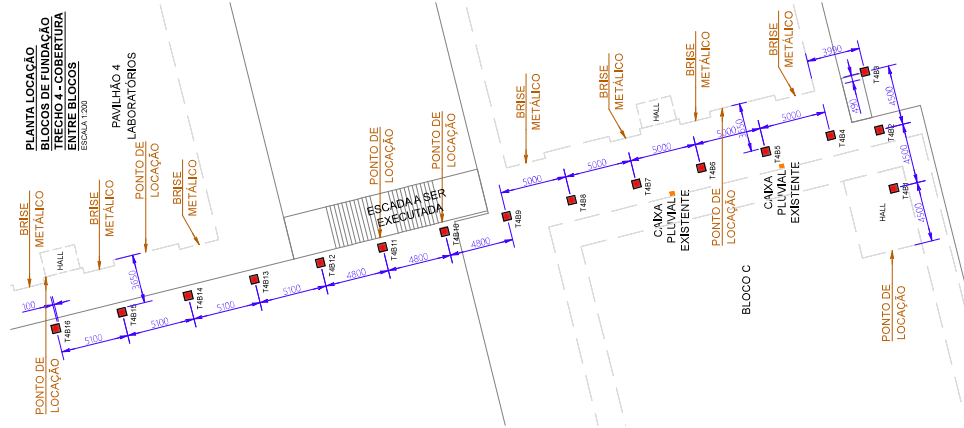 PLANTA LOCAÇÃO
BLOCOS DE FUNDAÇÃO
TRECHO 4 - COBERTURA
ENTRE BLOCOS
ESCALA 1:200
PAVILHÃO 4
LABORATÓRIOS
PONTO DE
LOCAÇÃO
BRISE
METÁLICO
BRISE
METÁLICO
BRISE
METÁLICO
HALL
100
3650
T4B16
T4B15
T4B14
T4B13
T4B12
T4B11
T4B10
5100
5100
5100
5100
4800
4800
4800
PONTO DE
LOCAÇÃO
ESCADA A SER
EXECUTADA
PONTO DE
LOCAÇÃO
PONTO DE
LOCAÇÃO
BRISE
METÁLICO
BRISE
METÁLICO
BRISE
METÁLICO
BRISE
METÁLICO
HALL
5000
5000
5000
5000
5000
T4B9
T4B8
T4B7
T4B6
T4B5
T4B4
CAIXA
PLUVIAL
EXISTENTE
CAIXA
PLUVIAL
EXISTENTE
PONTO DE
LOCAÇÃO
BLOCO C
3990
490
4500
4500
4500
T4B3
T4B2
T4B1
HALL
PONTO DE
LOCAÇÃO